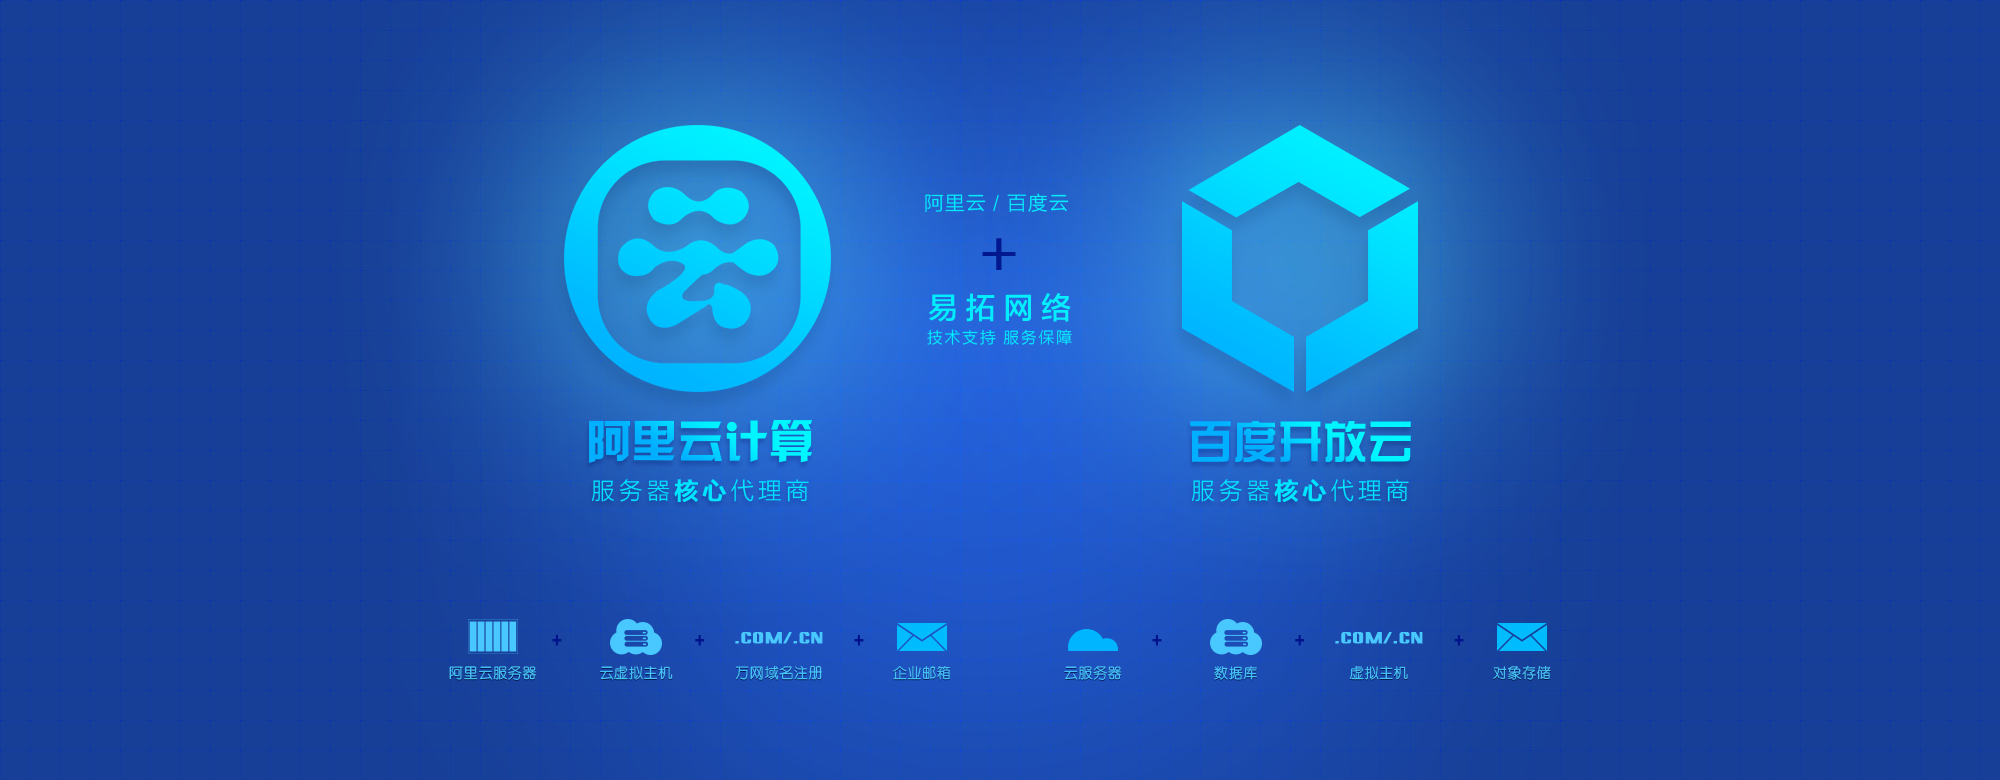 阿里云 / 百度云
+
易拓网络
技术支持 服务保障
阿里云计算
服务器核心代理商
百度开放云
服务器核心代理商
.COM/.CN
.COM/.CN
阿里云服务器 + 云虚拟主机 + 万网域名注册 + 企业邮箱
云服务器 + 数据库 + 虚拟主机 + 对象存储